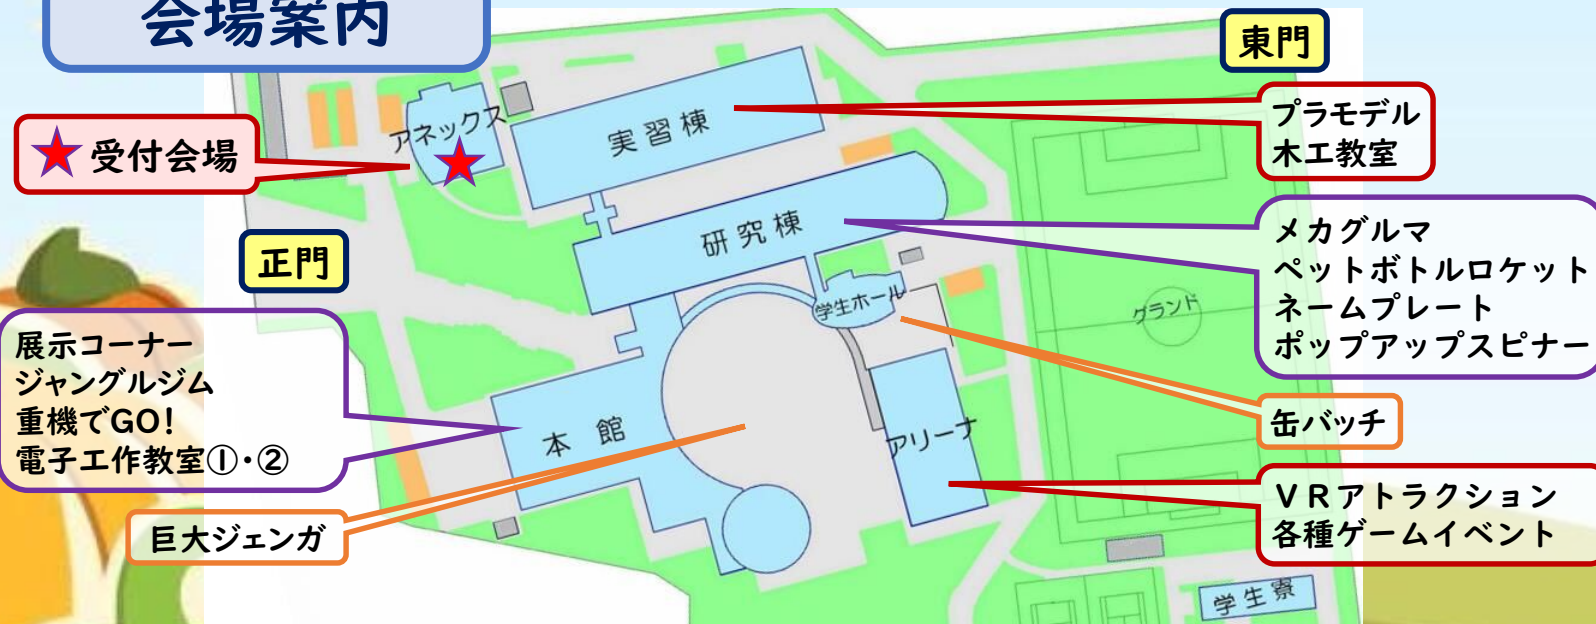 会場案内
東門
プラモデル
木工教室
アネックス
実習棟
★ 受付会場
研究棟
メカグルマ
ペットボトルロケット
ネームプレート
ポップアップスピナー
正門
学生ホール
グランド
展示コーナー
ジャングルジム
重機でGO!
電子工作教室①・②
本館
アリーナ
缶バッチ
巨大ジェンガ
VRアトラクション
各種ゲームイベント
学生寮